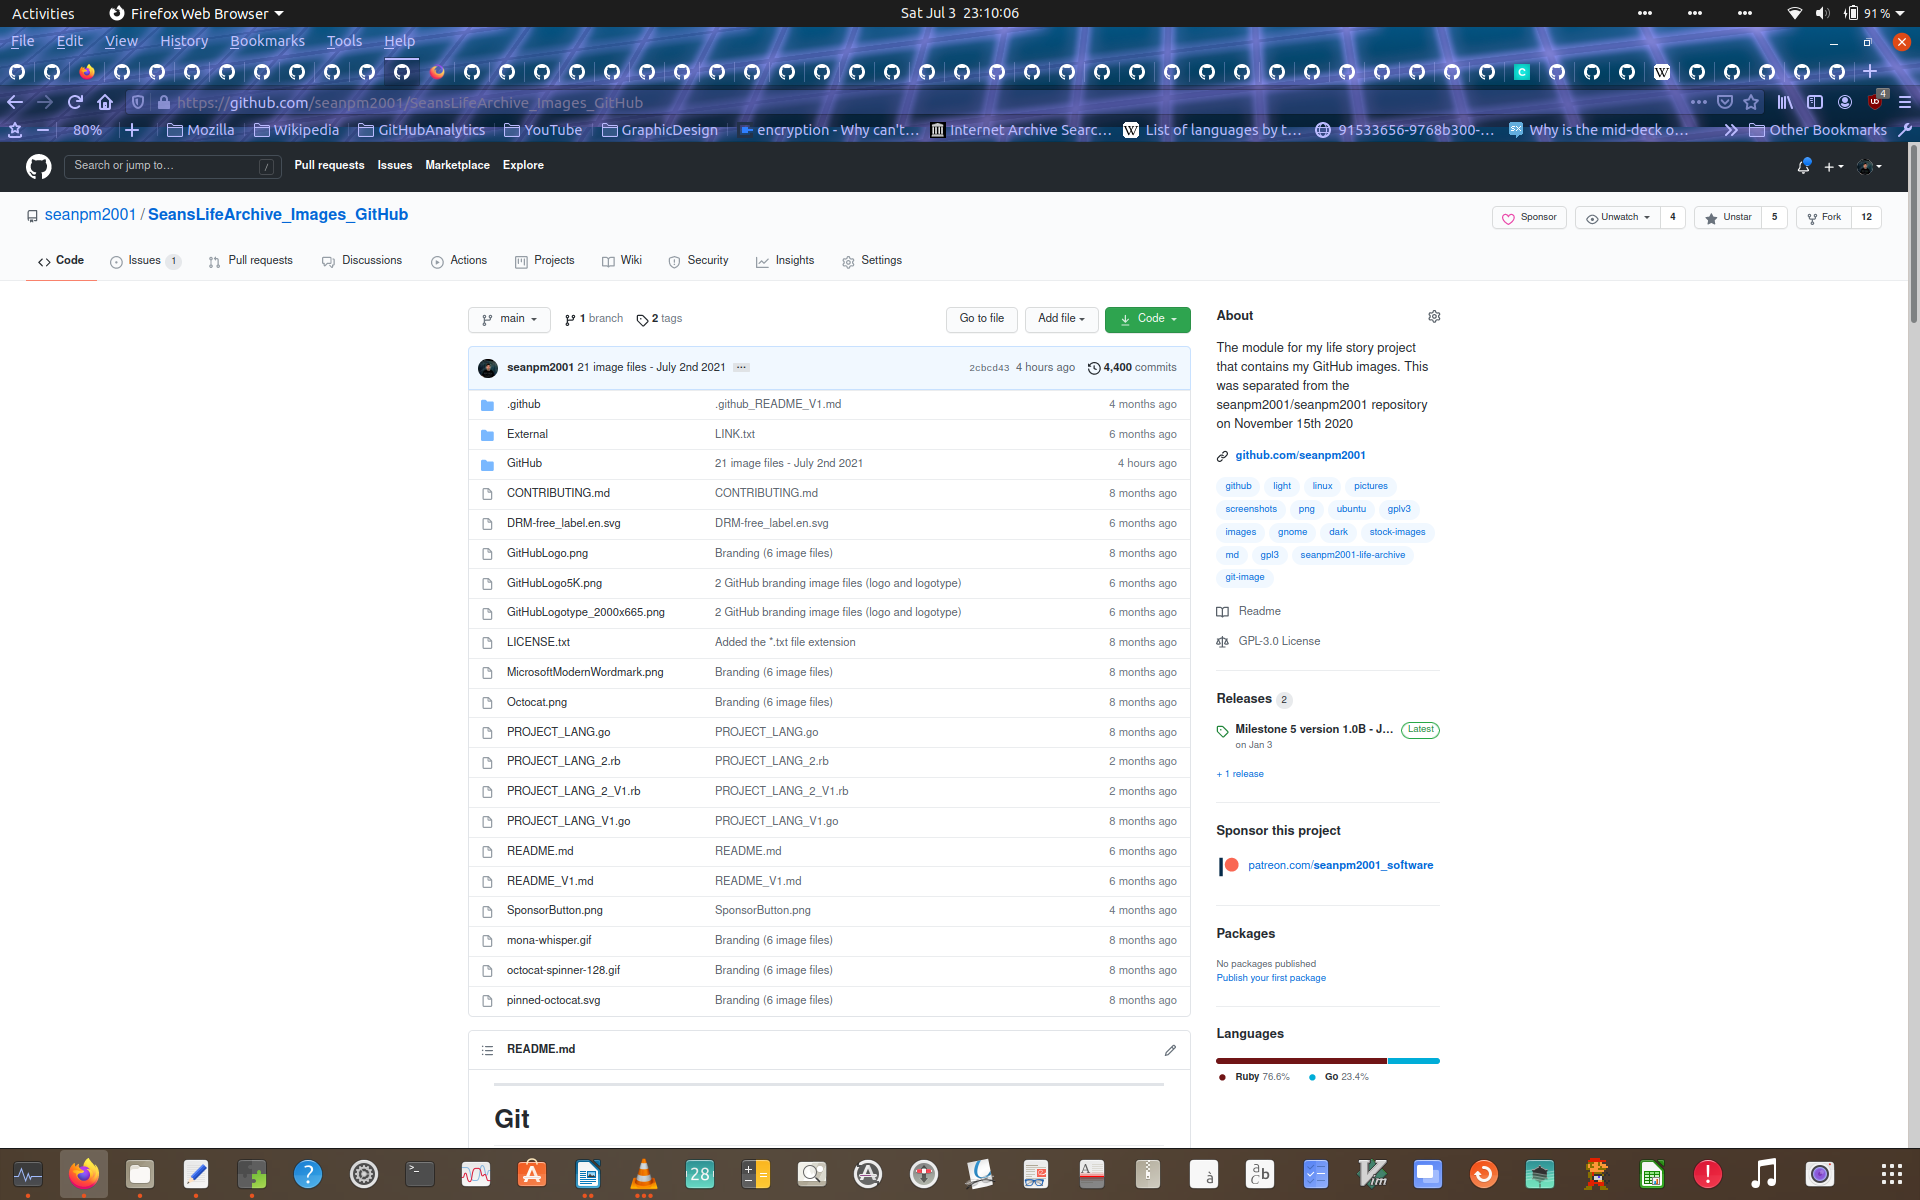 Activities Firefox Web Browser Sat Jul 3 23:10:06 91 %
File Edit View History Bookmarks Tools Help
https://github.com/seanpm2001/SeansLifeArchive_Images_GitHub 4
80% Mozilla Wikipedia GitHubAnalytics YouTube GraphicDesign encryption - Why can't… Internet Archive Searc… List of languages by t… 91533656-9768b300-… Why is the mid-deck o… Other Bookmarks
Search or jump to… / Pull requests Issues Marketplace Explore
seanpm2001 / SeansLifeArchive_Images_GitHub
Sponsor Unwatch 4 Unstar 5 Fork 12
Code Issues 1 Pull requests Discussions Actions Projects Wiki Security Insights Settings
main 1 branch 2 tags Go to file Add file Code
seanpm2001 21 image files - July 2nd 2021 … 2cbcd43 4 hours ago 4,400 commits
.github .github_README_V1.md 4 months ago
External LINK.txt 6 months ago
GitHub 21 image files - July 2nd 2021 4 hours ago
CONTRIBUTING.md CONTRIBUTING.md 8 months ago
DRM-free_label.en.svg DRM-free_label.en.svg 6 months ago
GitHubLogo.png Branding (6 image files) 8 months ago
GitHubLogo5K.png 2 GitHub branding image files (logo and logotype) 6 months ago
GitHubLogotype_2000x665.png 2 GitHub branding image files (logo and logotype) 6 months ago
LICENSE.txt Added the *.txt file extension 8 months ago
MicrosoftModernWordmark.png Branding (6 image files) 8 months ago
Octocat.png Branding (6 image files) 8 months ago
PROJECT_LANG.go PROJECT_LANG.go 8 months ago
PROJECT_LANG_2.rb PROJECT_LANG_2.rb 2 months ago
PROJECT_LANG_2_V1.rb PROJECT_LANG_2_V1.rb 2 months ago
PROJECT_LANG_V1.go PROJECT_LANG_V1.go 8 months ago
README.md README.md 6 months ago
README_V1.md README_V1.md 6 months ago
SponsorButton.png SponsorButton.png 4 months ago
mona-whisper.gif Branding (6 image files) 8 months ago
octocat-spinner-128.gif Branding (6 image files) 8 months ago
pinned-octocat.svg Branding (6 image files) 8 months ago
README.md
Git
About
The module for my life story project
that contains my GitHub images. This
was separated from the
seanpm2001/seanpm2001 repository
on November 15th 2020
github.com/seanpm2001
github light linux pictures
screenshots png ubuntu gplv3
images gnome dark stock-images
md gpl3 seanpm2001-life-archive
git-image
Readme
GPL-3.0 License
Releases 2
Milestone 5 version 1.0B - J... Latest
on Jan 3
+ 1 release
Sponsor this project
patreon.com/seanpm2001_software
Packages
No packages published
Publish your first package
Languages
Ruby 76.6% Go 23.4%
28